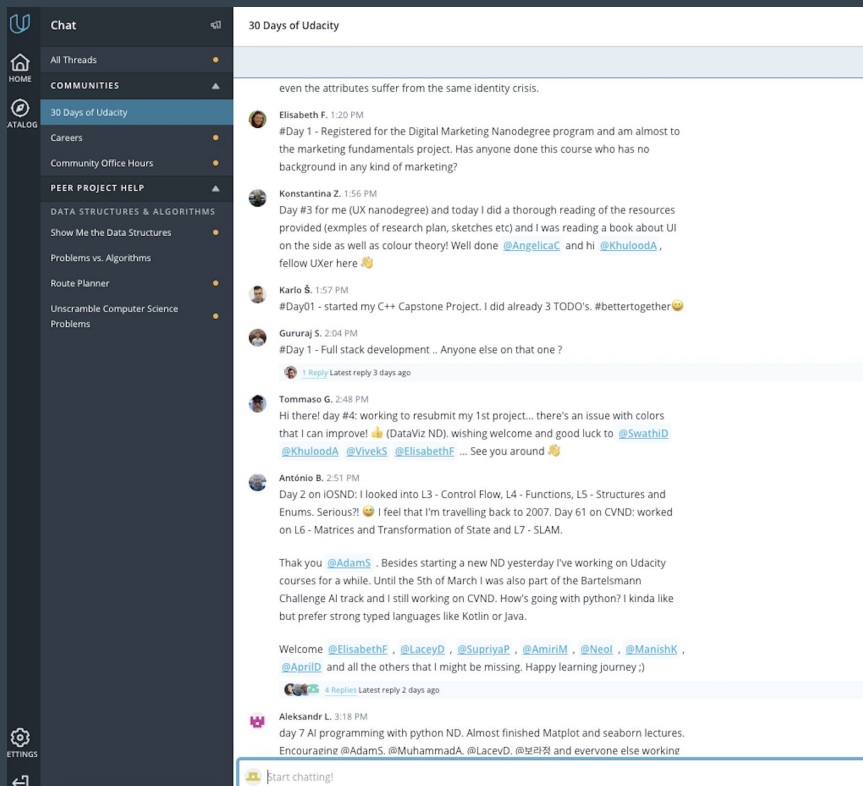 Chat
30 Days of Udacity
HOME
ATALOG
ETTINGS
All Threads
COMMUNITIES
30 Days of Udacity
Careers
Community Office Hours
PEER PROJECT HELP
DATA STRUCTURES & ALGORITHMS
Show Me the Data Structures
Problems vs. Algorithms
Route Planner
Unscramble Computer Science
Problems
even the attributes suffer from the same identity crisis.
Elisabeth F. 1:20 PM
#Day 1 - Registered for the Digital Marketing Nanodegree program and am almost to
the marketing fundamentals project. Has anyone done this course who has no
background in any kind of marketing?
Konstantina Z. 1:56 PM
Day #3 for me (UX nanodegree) and today I did a thorough reading of the resources
provided (exmples of research plan, sketches etc) and I was reading a book about UI
on the side as well as colour theory! Well done @AngelicaC and hi @KhuloodA ,
fellow UXer here 👋
Karlo Š. 1:57 PM
#Day01 - started my C++ Capstone Project. I did already 3 TODO's. #bettertogether😀
Gururaj S. 2:04 PM
#Day 1 - Full stack development .. Anyone else on that one ?
1 Reply Latest reply 3 days ago
Tommaso G. 2:48 PM
Hi there! day #4: working to resubmit my 1st project... there's an issue with colors
that I can improve! 👍 (DataViz ND). wishing welcome and good luck to @SwathiD
@KhuloodA @VivekS @ElisabethF ... See you around 👋
António B. 2:51 PM
Day 2 on iOSND: I looked into L3 - Control Flow, L4 - Functions, L5 - Structures and
Enums. Serious?! 😅 I feel that I'm travelling back to 2007. Day 61 on CVND: worked
on L6 - Matrices and Transformation of State and L7 - SLAM.
Thak you @AdamS . Besides starting a new ND yesterday I've working on Udacity
courses for a while. Until the 5th of March I was also part of the Bartelsmann
Challenge AI track and I still working on CVND. How's going with python? I kinda like
but prefer strong typed languages like Kotlin or Java.
Welcome @ElisabethF , @LaceyD , @SupriyaP , @AmiriM , @NeoI , @ManishK ,
@AprilD and all the others that I might be missing. Happy learning journey ;)
4 Replies Latest reply 2 days ago
Aleksandr L. 3:18 PM
day 7 AI programming with python ND. Almost finished Matplot and seaborn lectures.
Encouraging @AdamS, @MuhammadA, @LaceyD, @보라정 and everyone else working
Start chatting!